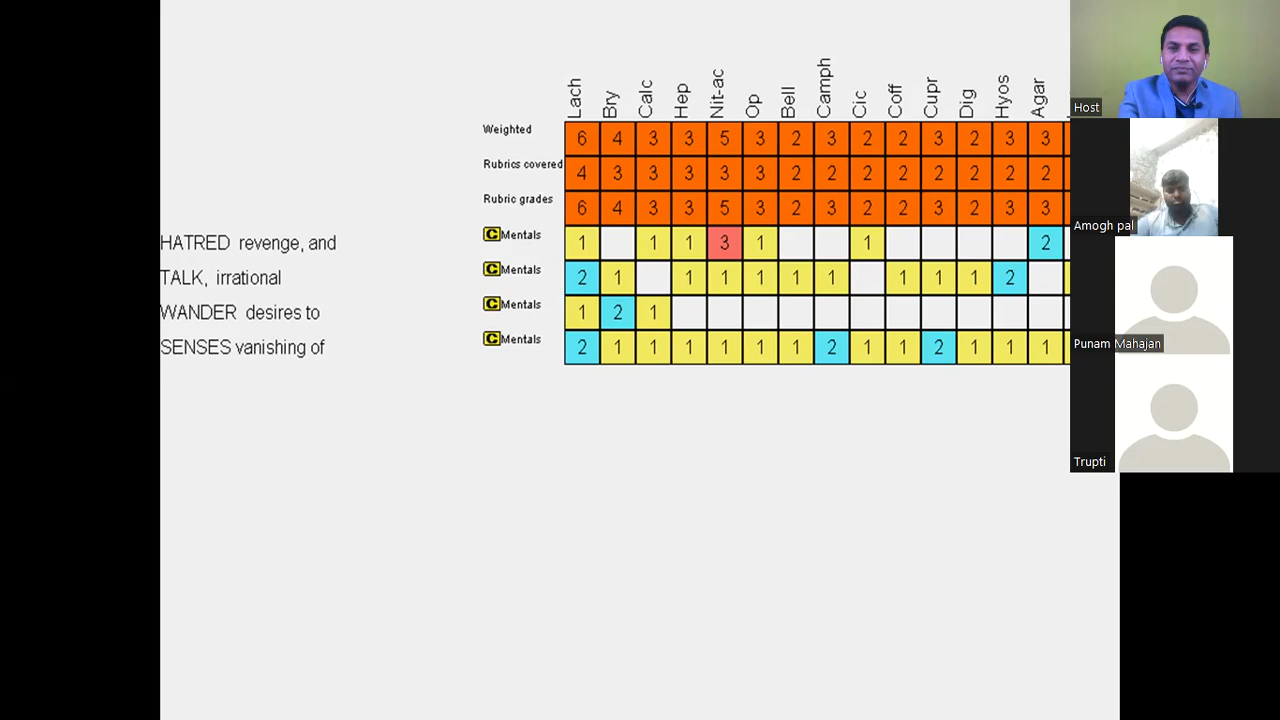 Lach Bry Calc Hep Nit-ac Op Bell Camph Cic Coff Cupr Dig Hyos Agar
Weighted 6 4 3 3 5 3 2 3 2 2 3 2 3 3
Rubrics covered 4 3 3 3 3 3 2 2 2 2 2 2 2 2
Rubric grades 6 4 3 3 5 3 2 3 2 2 3 2 3 3
HATRED revenge, and C Mentals 1 1 1 3 1 1 2
TALK, irrational C Mentals 2 1 1 1 1 1 1 1 1 1 2
WANDER desires to C Mentals 1 2 1
SENSES vanishing of C Mentals 2 1 1 1 1 1 1 2 1 1 2 1 1 1
Host
Amogh pal
Punam Mahajan
Trupti